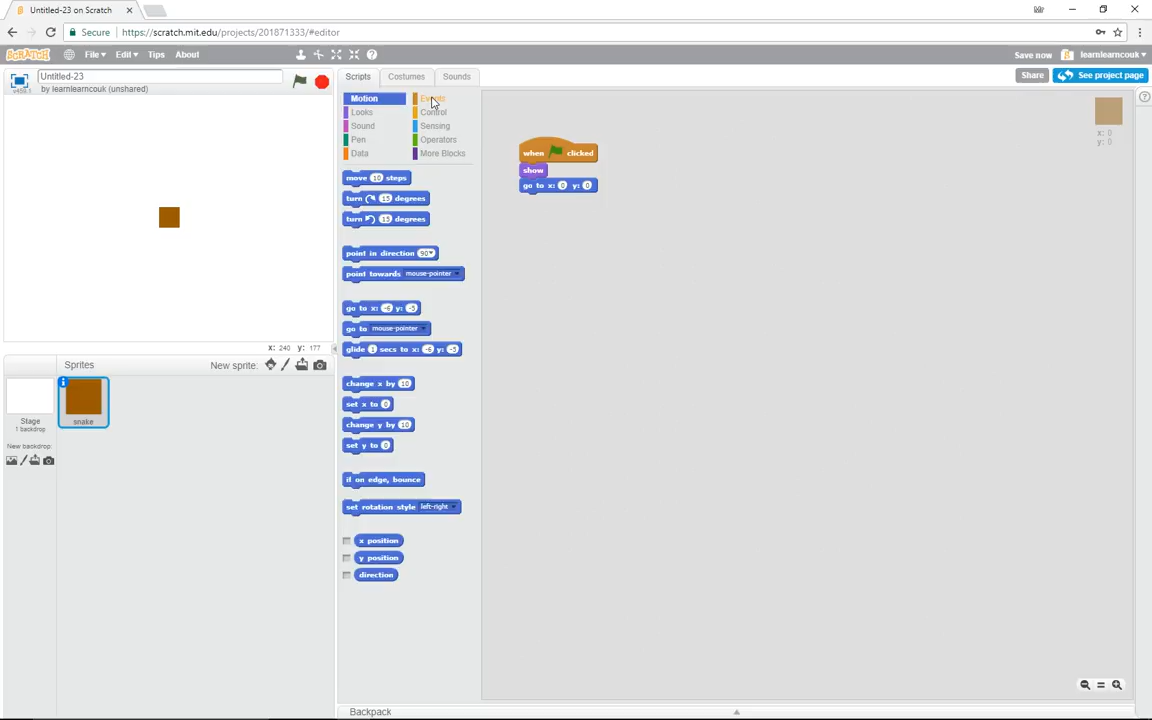 Untitled-23 on Scratch
Secure https://scratch.mit.edu/projects/201871333/#editor
SCRATCH File Edit Tips About Save now learnlearncouk
Untitled-23
by learnlearncouk (unshared)
v459.1
Scripts Costumes Sounds
Share See project page
Motion Events
Looks Control
Sound Sensing
Pen Operators
Data More Blocks
move 10 steps
turn 15 degrees
turn 15 degrees
point in direction 90
point towards mouse-pointer
go to x: -6 y: -5
go to mouse-pointer
glide 1 secs to x: -6 y: -5
change x by 10
set x to 0
change y by 10
set y to 0
if on edge, bounce
set rotation style left-right
x position
y position
direction
when clicked
show
go to x: 0 y: 0
x: 0
y: 0
x: 240 y: 177
Sprites New sprite:
Stage
1 backdrop
New backdrop:
snake
Backpack